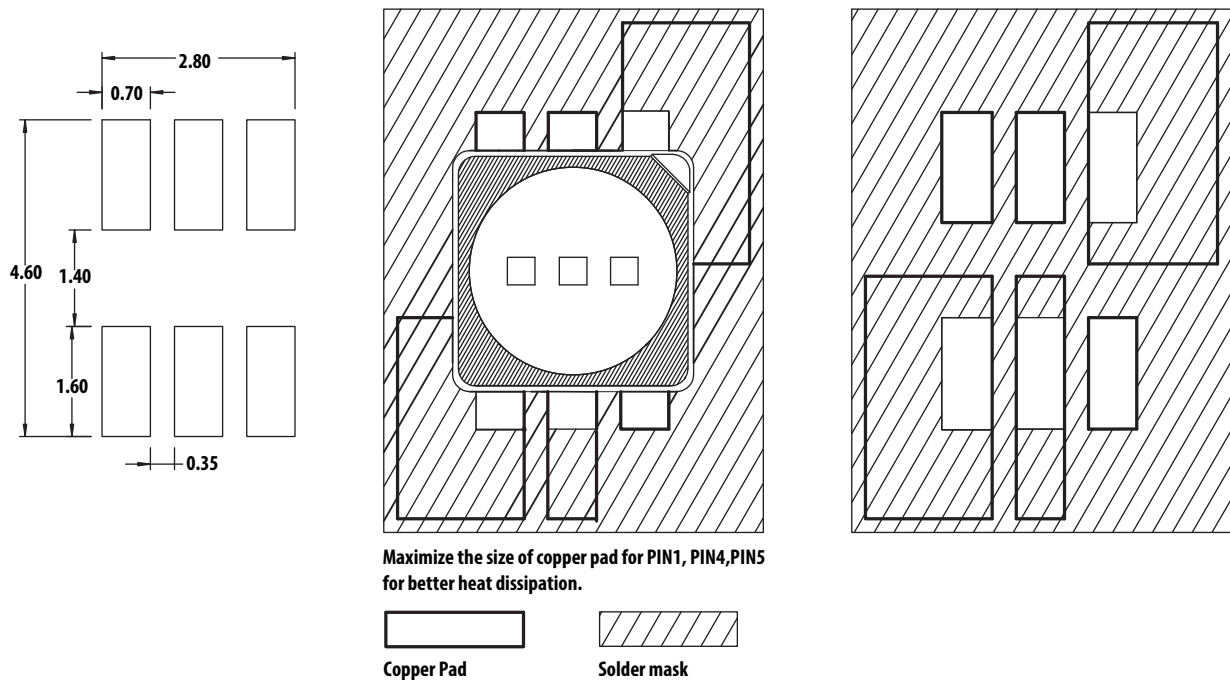 2.80
0.70
4.60
1.40
1.60
0.35
Maximize the size of copper pad for PIN1, PIN4,PIN5
for better heat dissipation.
Copper Pad
Solder mask